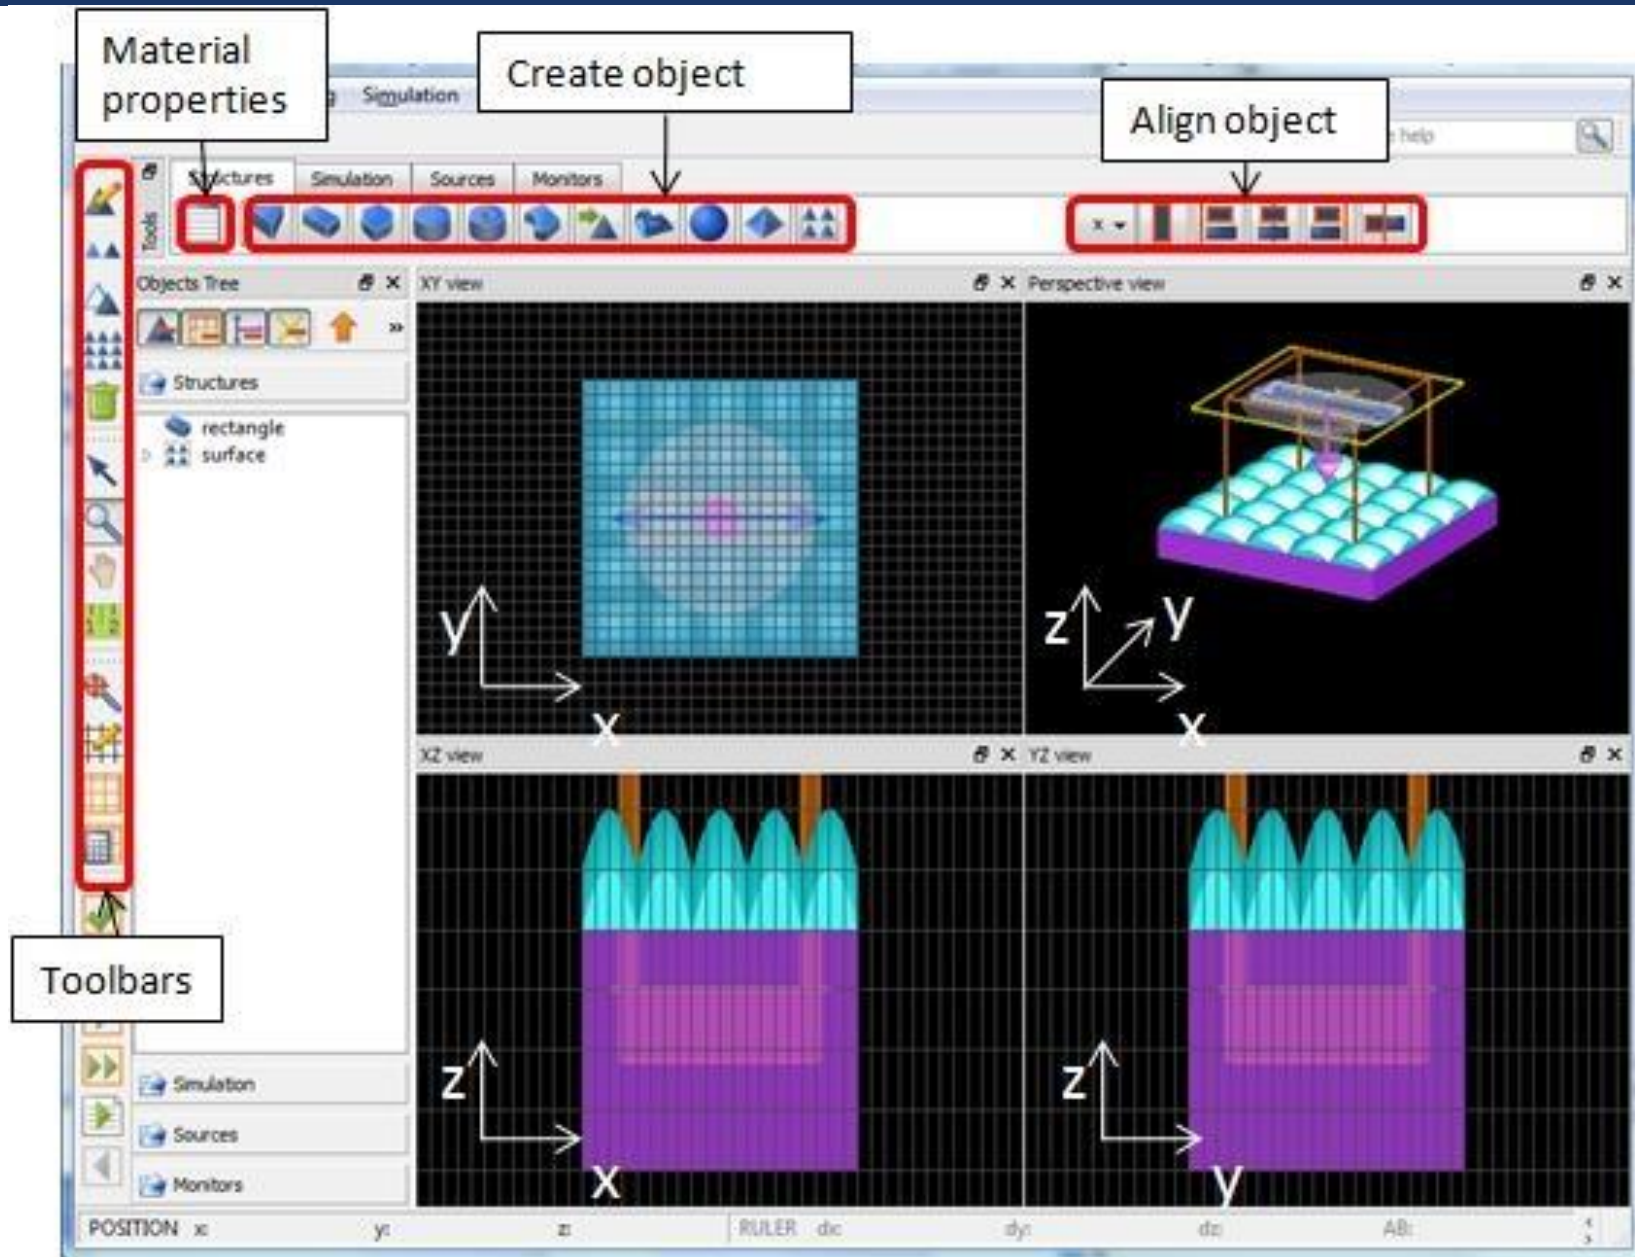 Material
properties
Create object
Align object
Simulation
help
Structures
Simulation
Sources
Monitors
Tools
x
Objects Tree
XY view
Perspective view
Structures
rectangle
surface
y
x
z
y
x
XZ view
YZ view
Toolbars
z
x
z
y
Simulation
Sources
Monitors
POSITION x: y: z: RULER dx: dy: dz: AB: